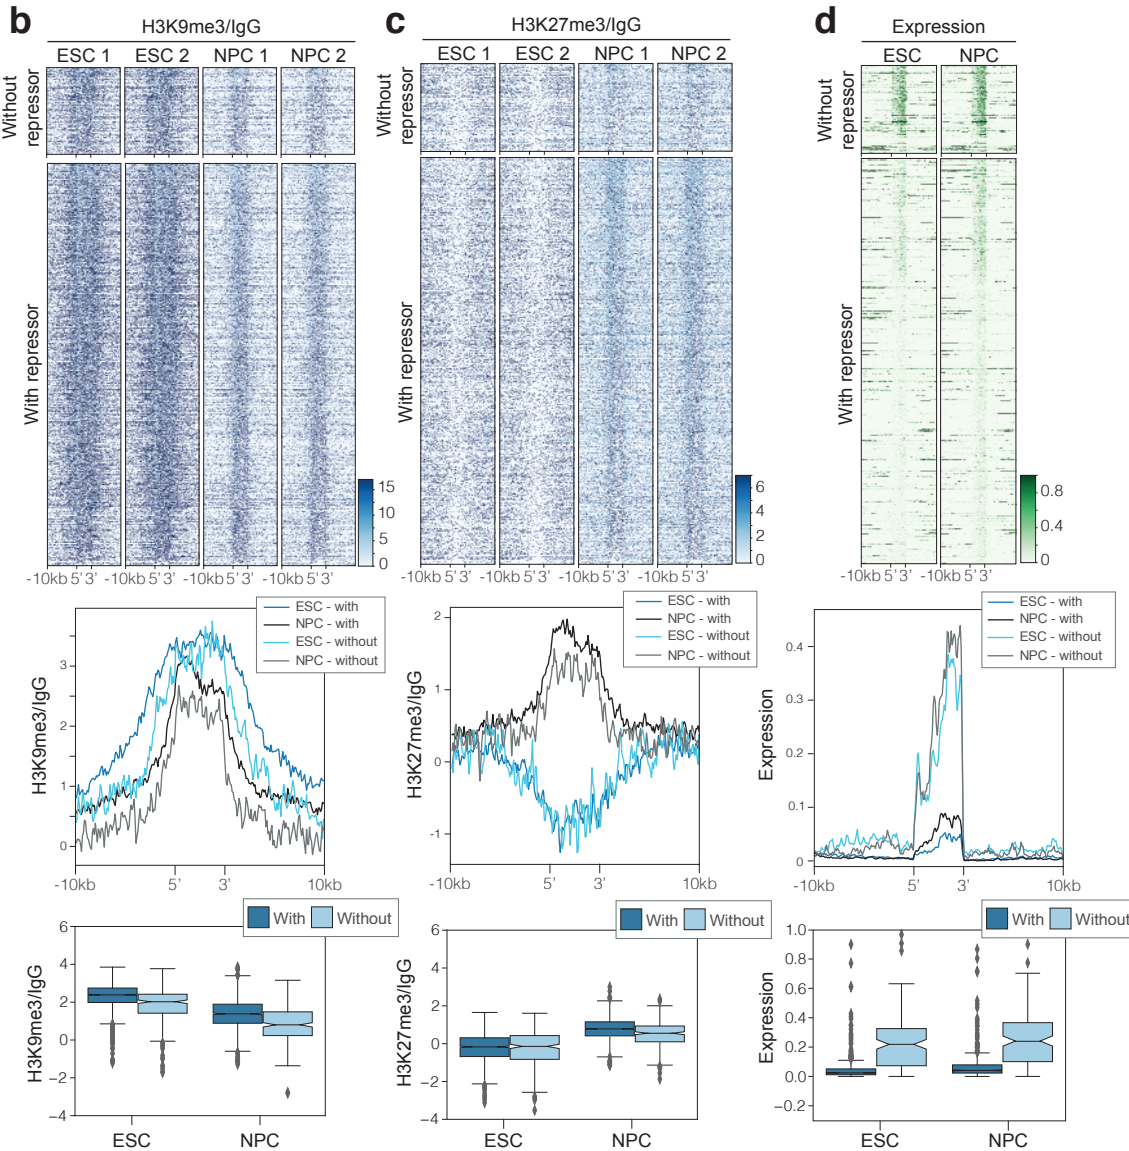 b
H3K9me3/IgG
ESC 1 ESC 2 NPC 1 NPC 2
Without repressor
With repressor
15
10
5
0
-10kb 5' 3' -10kb 5' 3' -10kb 5' 3' -10kb 5' 3'
ESC - with
NPC - with
ESC - without
NPC - without
H3K9me3/IgG
3
2
1
0
-10kb 5' 3' 10kb
With Without
H3K9me3/IgG
6
4
2
0
−2
−4
ESC NPC
c
H3K27me3/IgG
ESC 1 ESC 2 NPC 1 NPC 2
Without repressor
With repressor
6
4
2
0
-10kb 5' 3' -10kb 5' 3' -10kb 5' 3' -10kb 5' 3'
ESC - with
NPC - with
ESC - without
NPC - without
H3K27me3/IgG
2
1
0
-1
-10kb 5' 3' 10kb
With Without
H3K27me3/IgG
6
4
2
0
−2
−4
ESC NPC
d
Expression
ESC NPC
Without repressor
With repressor
0.8
0.4
0
-10kb 5' 3' -10kb 5' 3'
ESC - with
NPC - with
ESC - without
NPC - without
Expression
0.4
0.3
0.2
0.1
0
-10kb 5' 3' 10kb
With Without
Expression
1.0
0.8
0.6
0.4
0.2
0.0
−0.2
ESC NPC